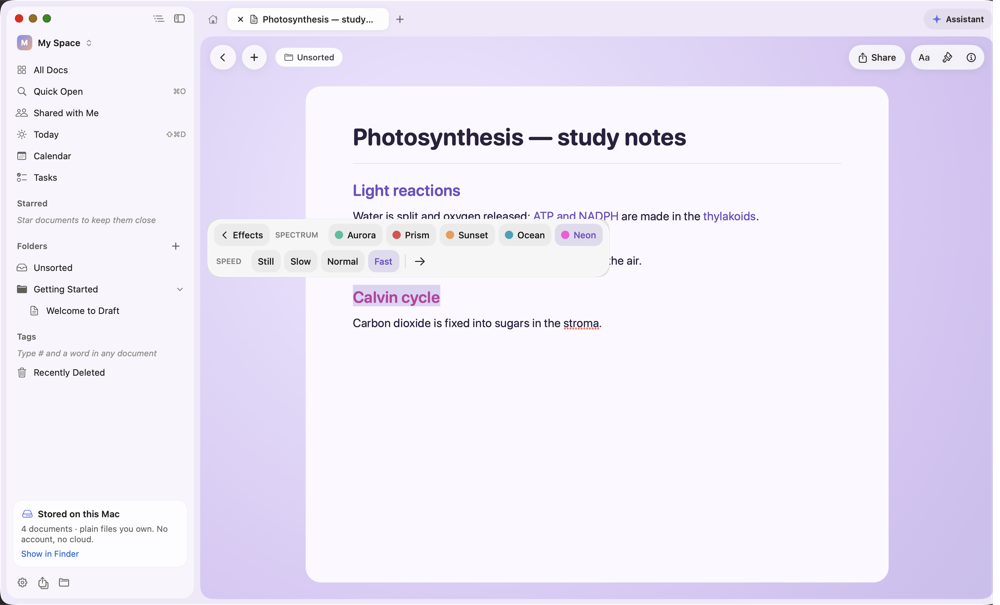 Photosynthesis — study...
Assistant
M My Space
All Docs
Quick Open ⌘O
Shared with Me
Today ⇧⌘D
Calendar
Tasks
Starred
Star documents to keep them close
Folders
Unsorted
Getting Started
Welcome to Draft
Tags
Type # and a word in any document
Recently Deleted
Stored on this Mac
4 documents · plain files you own. No
account, no cloud.
Show in Finder
Unsorted
Share
Aa
Photosynthesis — study notes
Light reactions
Water is split and oxygen released; ATP and NADPH are made in the thylakoids.
Effects SPECTRUM Aurora Prism Sunset Ocean Neon
SPEED Still Slow Normal Fast
the air.
Calvin cycle
Carbon dioxide is fixed into sugars in the stroma.